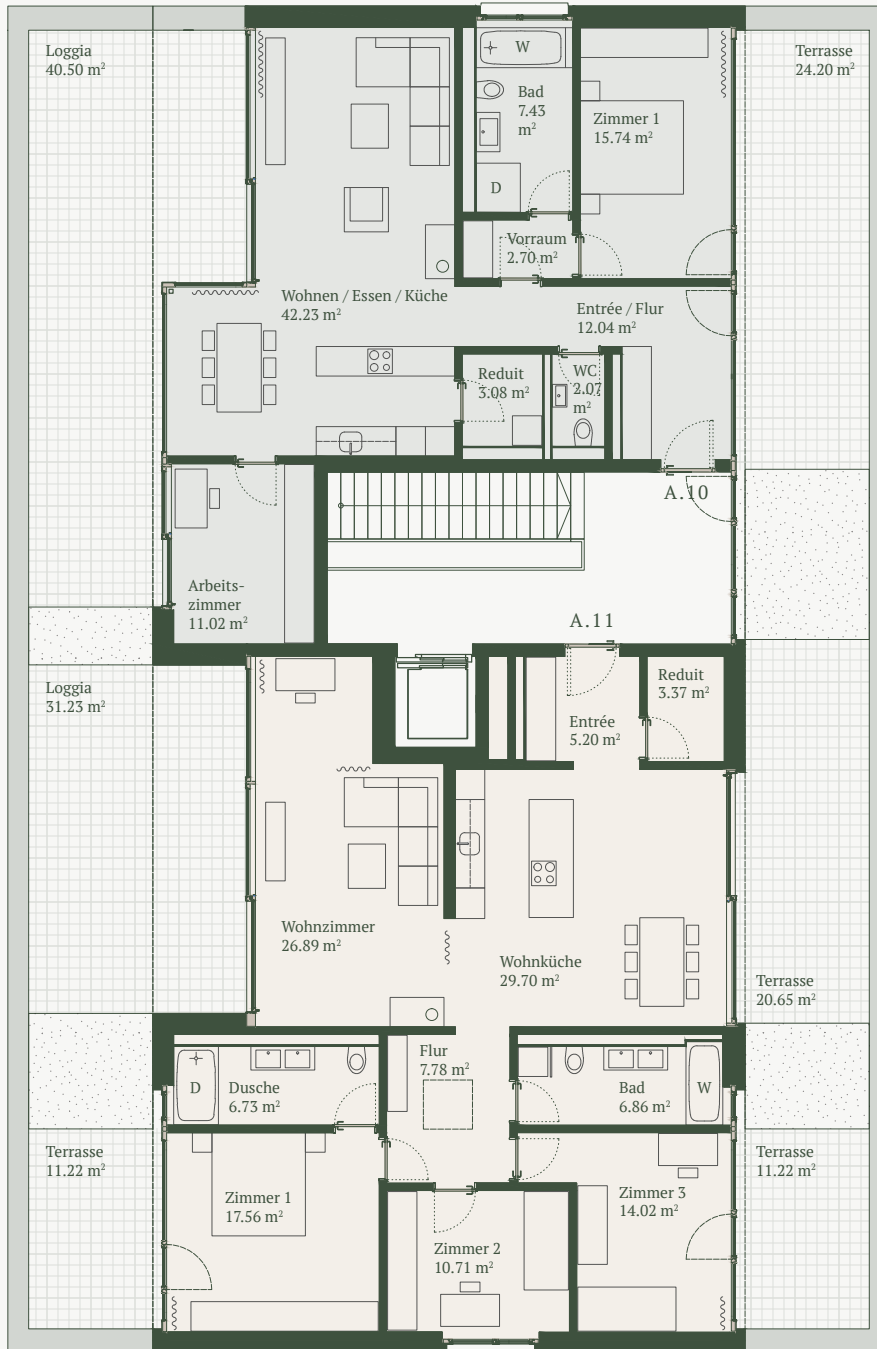 Loggia
40.50 m²
Terrasse
24.20 m²
W
Bad
7.43
m²
D
Zimmer 1
15.74 m²
Vorraum
2.70 m²
Wohnen / Essen / Küche
42.23 m²
Entrée / Flur
12.04 m²
Reduit
3.08 m²
WC
2.07
m²
A.10
Arbeits-
zimmer
11.02 m²
A.11
Loggia
31.23 m²
Reduit
3.37 m²
Entrée
5.20 m²
Wohnzimmer
26.89 m²
Wohnküche
29.70 m²
Terrasse
20.65 m²
Flur
7.78 m²
D
Dusche
6.73 m²
Bad
6.86 m²
W
Terrasse
11.22 m²
Terrasse
11.22 m²
Zimmer 1
17.56 m²
Zimmer 3
14.02 m²
Zimmer 2
10.71 m²